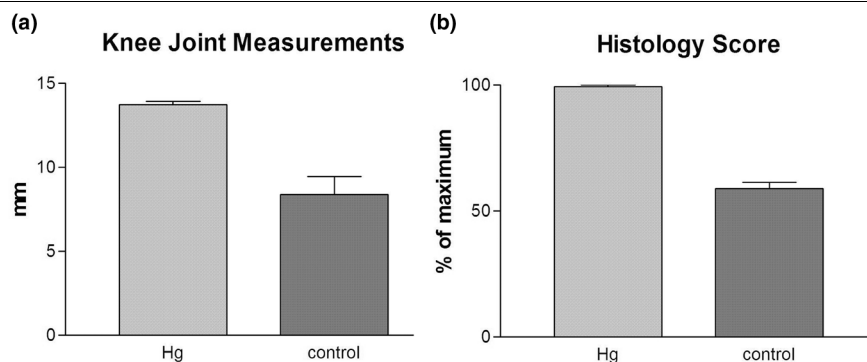 (a)
Knee Joint Measurements
15
10
5
0
mm
Hg
control
(b)
Histology Score
100
50
0
% of maximum
Hg
control